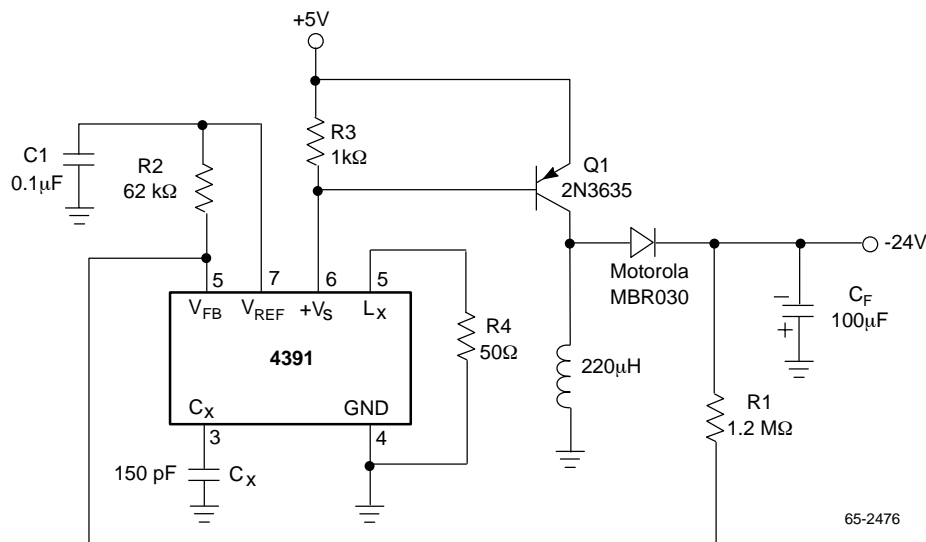 +5V
R3
1kΩ
C1
0.1μF
R2
62 kΩ
Q1
2N3635
-24V
Motorola
MBR030
CF
100μF
5
7
6
5
VFB
VREF
+VS
LX
4391
R4
50Ω
220μH
CX
GND
3
4
R1
1.2 MΩ
150 pF
CX
65-2476